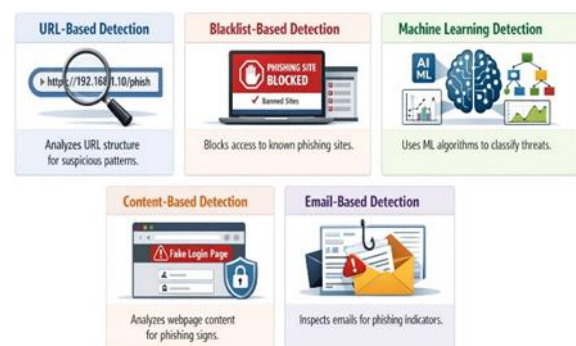 URL-Based Detection
https://192.168.1.10/phish
Analyzes URL structure
for suspicious patterns.
Blacklist-Based Detection
PHISHING SITE
BLOCKED
✓ Banned Sites
Blocks access to known phishing sites.
Machine Learning Detection
AI
ML
Uses ML algorithms to classify threats.
Content-Based Detection
Fake Login Page
Analyzes webpage content
for phishing signs.
Email-Based Detection
Inspects emails for phishing indicators.